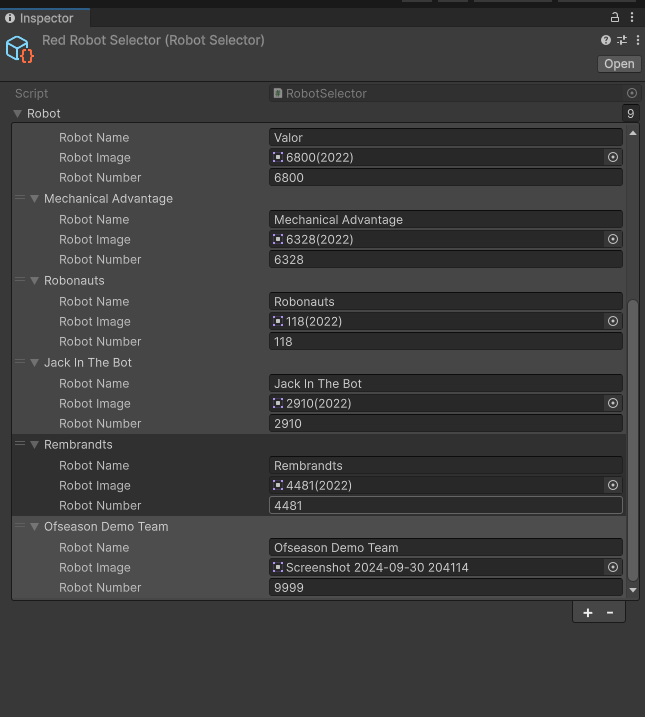 Inspector
Red Robot Selector (Robot Selector)
Open
Script RobotSelector
Robot 9
Robot Name Valor
Robot Image 6800(2022)
Robot Number 6800
Mechanical Advantage
Robot Name Mechanical Advantage
Robot Image 6328(2022)
Robot Number 6328
Robonauts
Robot Name Robonauts
Robot Image 118(2022)
Robot Number 118
Jack In The Bot
Robot Name Jack In The Bot
Robot Image 2910(2022)
Robot Number 2910
Rembrandts
Robot Name Rembrandts
Robot Image 4481(2022)
Robot Number 4481
Ofseason Demo Team
Robot Name Ofseason Demo Team
Robot Image Screenshot 2024-09-30 204114
Robot Number 9999
+ -